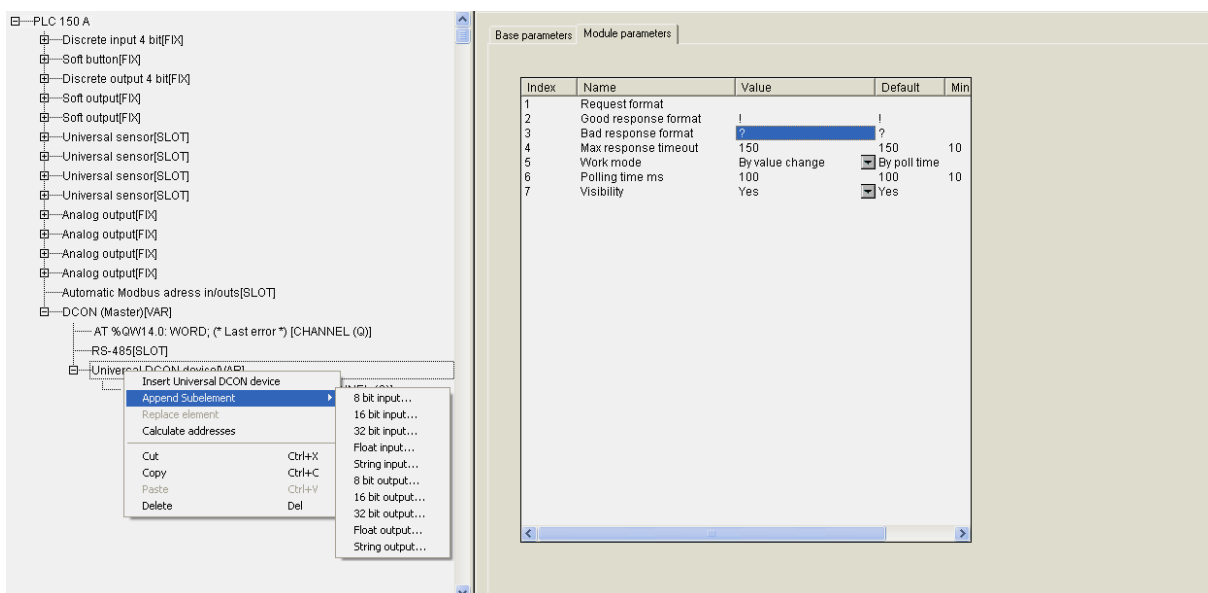 PLC 150 A
Discrete input 4 bit[FIX]
Soft button[FIX]
Discrete output 4 bit[FIX]
Soft output[FIX]
Soft output[FIX]
Universal sensor[SLOT]
Universal sensor[SLOT]
Universal sensor[SLOT]
Universal sensor[SLOT]
Analog output[FIX]
Analog output[FIX]
Analog output[FIX]
Analog output[FIX]
Automatic Modbus adress in/outs[SLOT]
DCON (Master)[VAR]
AT %QW14.0: WORD; (* Last error *) [CHANNEL (Q)]
RS-485[SLOT]
Universal DCON device[VAR]
Insert Universal DCON device
Append Subelement
Replace element
Calculate addresses
Cut Ctrl+X
Copy Ctrl+C
Paste Ctrl+V
Delete Del
8 bit input...
16 bit input...
32 bit input...
Float input...
String input...
8 bit output...
16 bit output...
32 bit output...
Float output...
String output...
Base parameters Module parameters
Index Name Value Default Min
1 Request format
2 Good response format ! !
3 Bad response format ? ?
4 Max response timeout 150 150 10
5 Work mode By value change By poll time
6 Polling time ms 100 100 10
7 Visibility Yes Yes